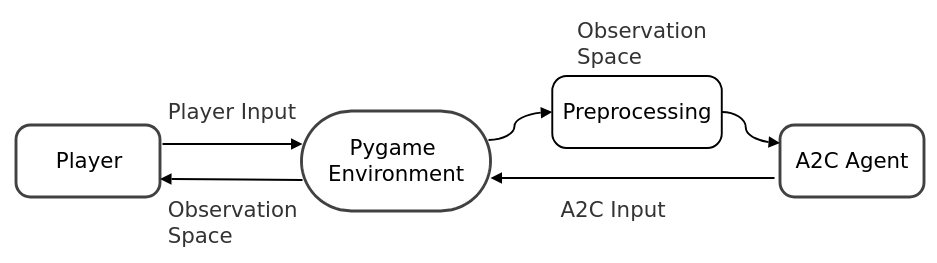 Observation
Space
Player Input
Preprocessing
Player
Pygame
Environment
A2C Agent
Observation
Space
A2C Input